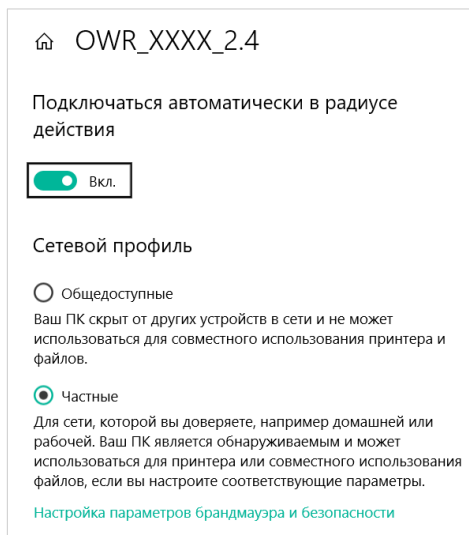 OWR_XXXX_2.4
Подключаться автоматически в радиусе
действия
Вкл.
Сетевой профиль
Общедоступные
Ваш ПК скрыт от других устройств в сети и не может
использоваться для совместного использования принтера и
файлов.
Частные
Для сети, которой вы доверяете, например домашней или
рабочей. Ваш ПК является обнаруживаемым и может
использоваться для принтера или совместного использования
файлов, если вы настроите соответствующие параметры.
Настройка параметров брандмауэра и безопасности